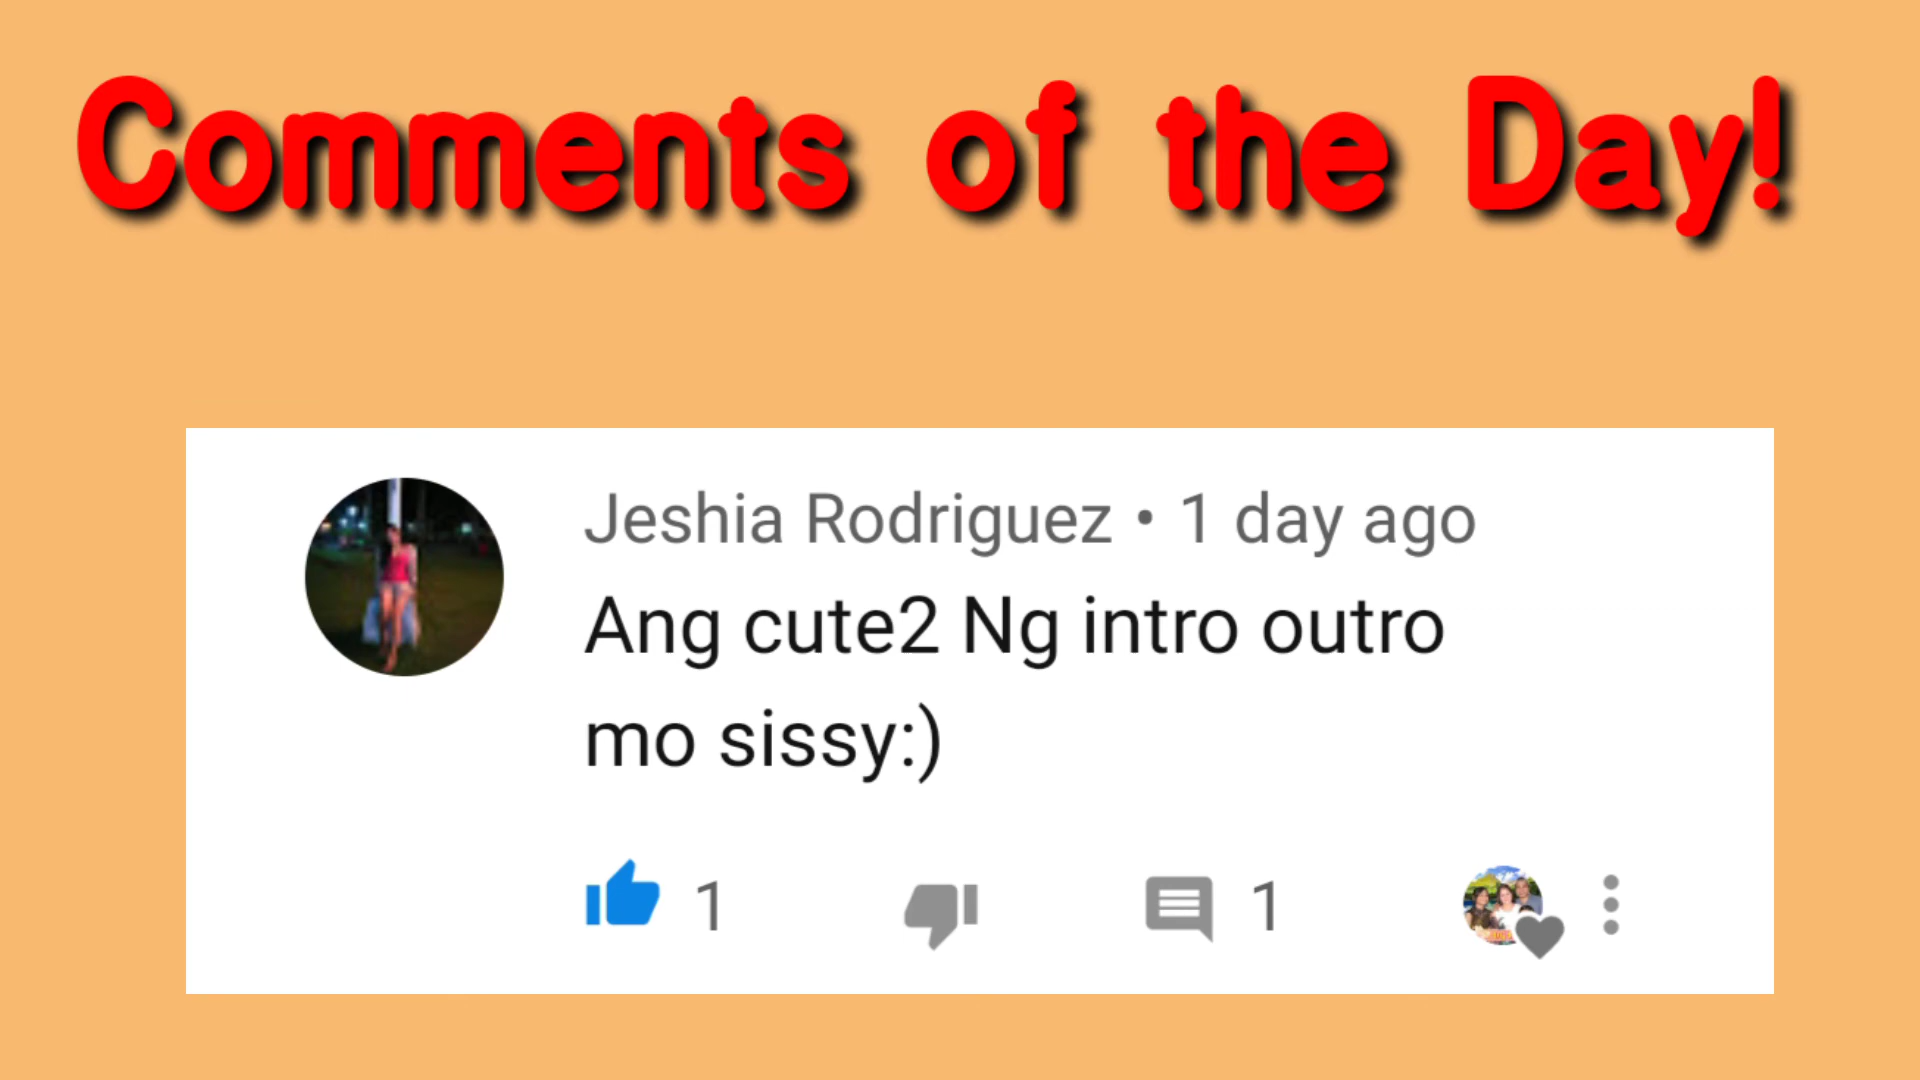 Comments of the Day!
Jeshia Rodriguez • 1 day ago
Ang cute2 Ng intro outro
mo sissy:)
1 1